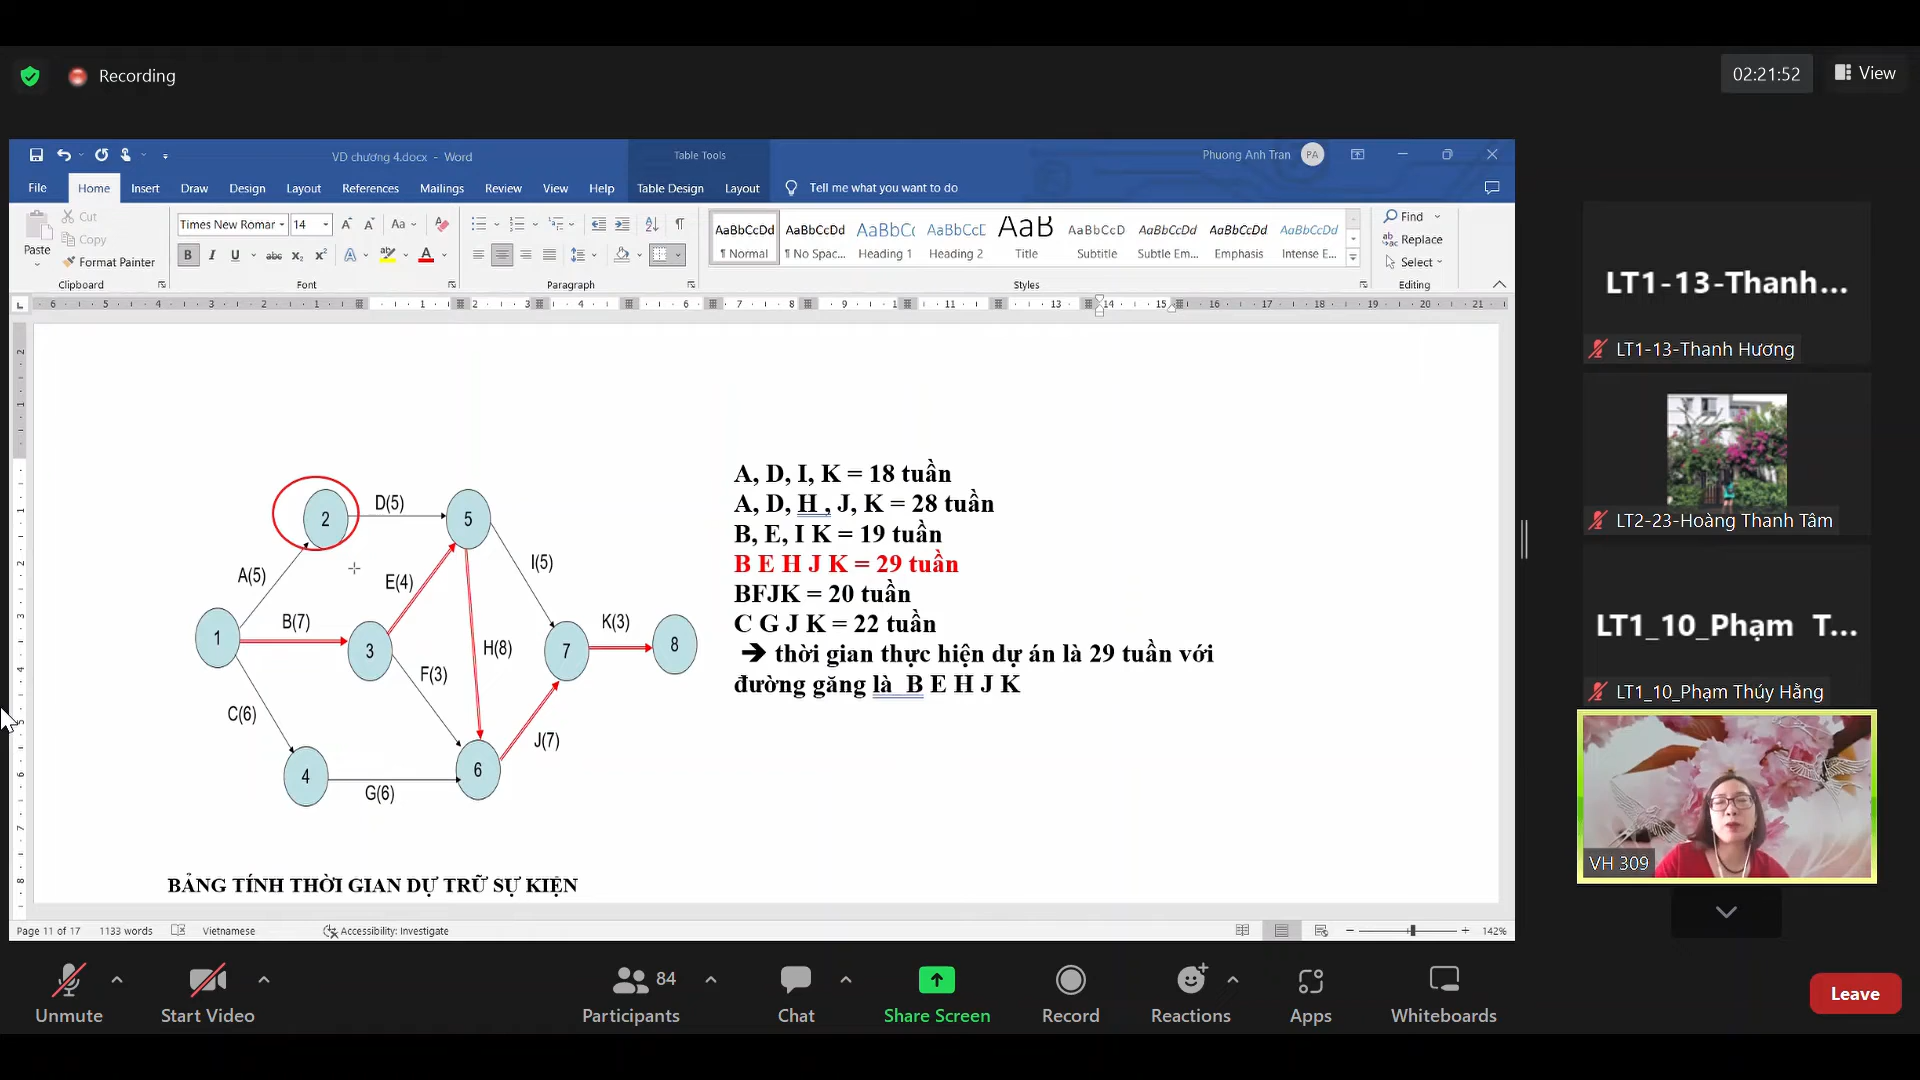 Recording
02:21:52
View
VD chương 4.docx - Word
Table Tools
Phuong Anh Tran
PA
File
Home
Insert
Draw
Design
Layout
References
Mailings
Review
View
Help
Table Design
Layout
Tell me what you want to do
Paste
Cut
Copy
Format Painter
Clipboard
Times New Romar
14
Font
Paragraph
AaBbCcDd
¶ Normal
AaBbCcDd
¶ No Spac...
AaBbCc
Heading 1
AaBbCcE
Heading 2
AaB
Title
AaBbCcD
Subtitle
AaBbCcDd
Subtle Em...
AaBbCcDd
Emphasis
AaBbCcDd
Intense E...
Styles
Find
Replace
Select
Editing
A, D, I, K = 18 tuần
A, D, H , J, K = 28 tuần
B, E, I K = 19 tuần
B E H J K = 29 tuần
BFJK = 20 tuần
C G J K = 22 tuần
➔ thời gian thực hiện dự án là 29 tuần với
đường găng là B E H J K
2
D(5)
5
A(5)
E(4)
I(5)
1
B(7)
3
H(8)
7
K(3)
8
F(3)
C(6)
J(7)
4
G(6)
6
BẢNG TÍNH THỜI GIAN DỰ TRỮ SỰ KIỆN
Page 11 of 17
1133 words
Vietnamese
Accessibility: Investigate
142%
LT1-13-Thanh...
LT1-13-Thanh Hương
LT2-23-Hoàng Thanh Tâm
LT1_10_Phạm T...
LT1_10_Phạm Thúy Hằng
VH 309
Unmute
Start Video
84
Participants
Chat
Share Screen
Record
Reactions
Apps
Whiteboards
Leave